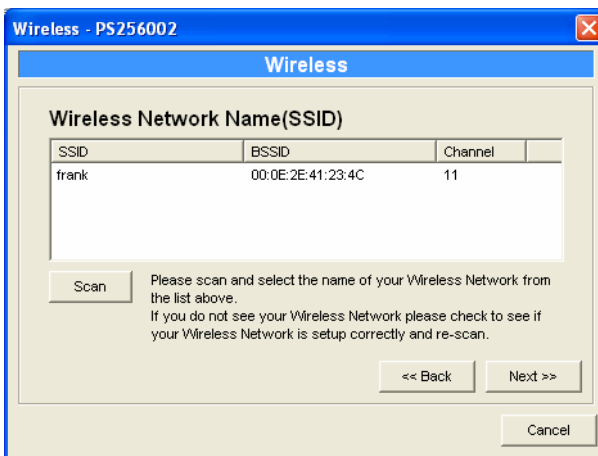 Wireless - PS256002
Wireless
Wireless Network Name(SSID)
SSID BSSID Channel
frank 00:0E:2E:41:23:4C 11
Scan
Please scan and select the name of your Wireless Network from
the list above.
If you do not see your Wireless Network please check to see if
your Wireless Network is setup correctly and re-scan.
<< Back Next >>
Cancel